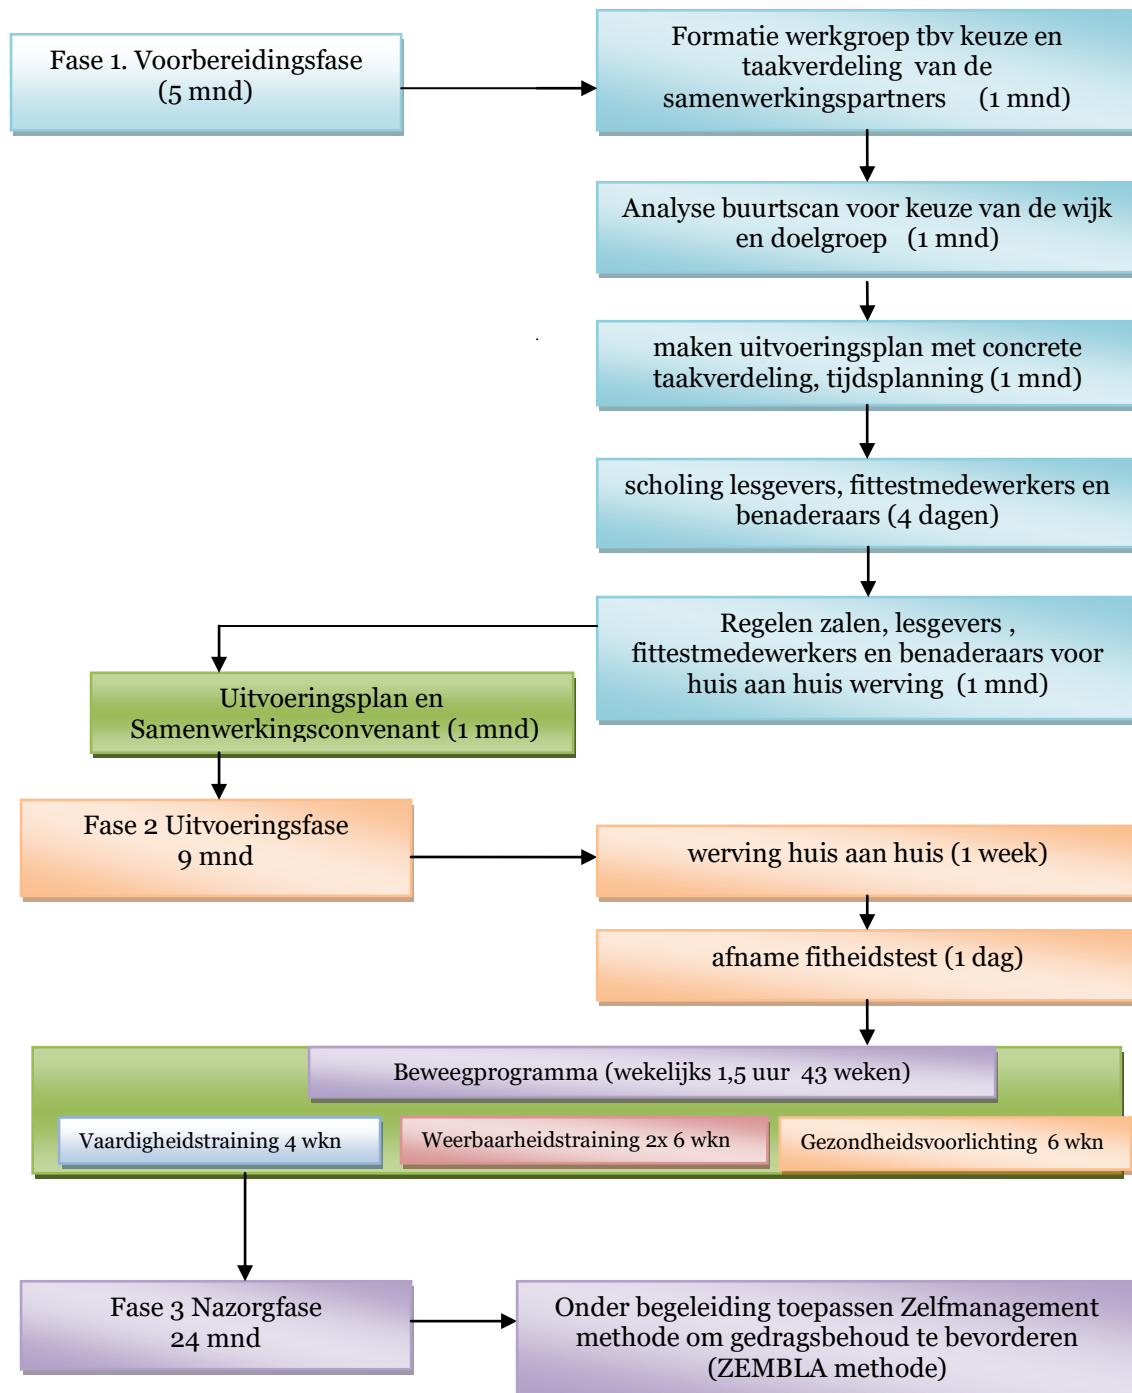 Fase 1. Voorbereidingsfase
(5 mnd)
Formatie werkgroep tbv keuze en
taakverdeling van de
samenwerkingspartners (1 mnd)
Analyse buurtscan voor keuze van de wijk
en doelgroep (1 mnd)
maken uitvoeringsplan met concrete
taakverdeling, tijdsplanning (1 mnd)
scholing lesgevers, fittestmedewerkers en
benaderaars (4 dagen)
Regelen zalen, lesgevers ,
fittestmedewerkers en benaderaars voor
huis aan huis werving (1 mnd)
Uitvoeringsplan en
Samenwerkingsconvenant (1 mnd)
Fase 2 Uitvoeringsfase
9 mnd
werving huis aan huis (1 week)
afname fitheidstest (1 dag)
Beweegprogramma (wekelijks 1,5 uur 43 weken)
Vaardigheidstraining 4 wkn
Weerbaarheidstraining 2x 6 wkn
Gezondheidsvoorlichting 6 wkn
Fase 3 Nazorgfase
24 mnd
Onder begeleiding toepassen Zelfmanagement
methode om gedragsbehoud te bevorderen
(ZEMBLA methode)